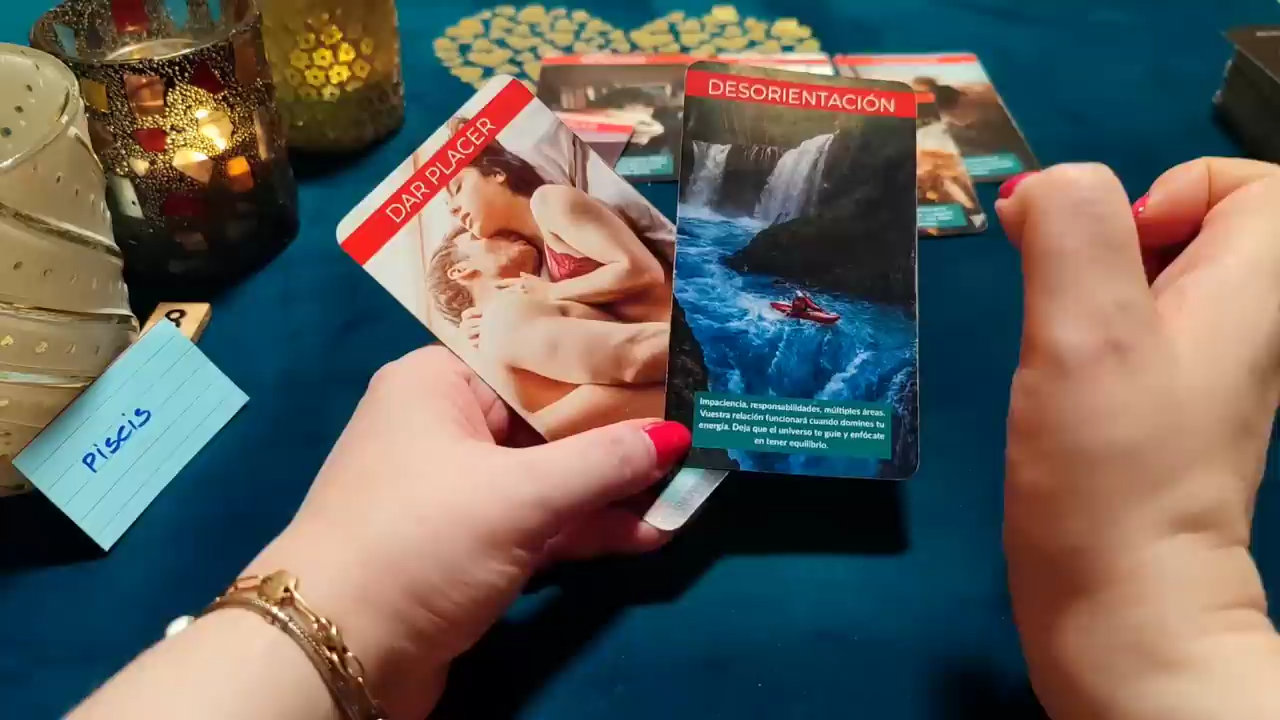 DAR PLACER
DESORIENTACIÓN
Impaciencia, responsabilidades, múltiples áreas.
Vuestra relación funcionará cuando domines tu
energía. Deja que el universo te guíe y enfócate
en tener equilibrio.
Piscis